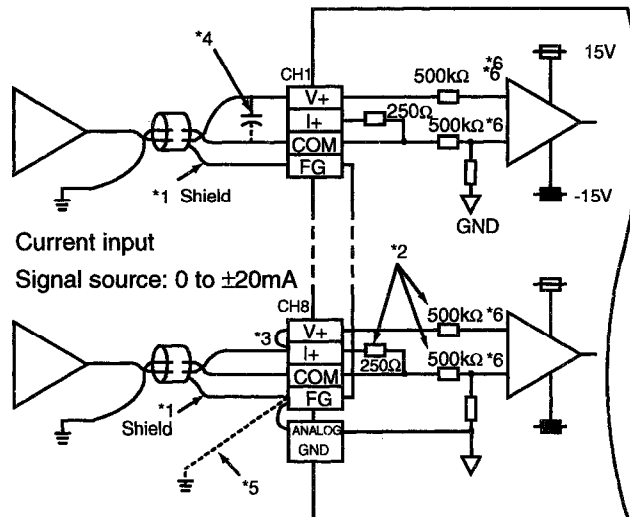 *4
CH1
V+
I+
COM
FG
250Ω
500kΩ *6
*6
500kΩ*6
15V
-15V
GND
*1 Shield
Current input
Signal source: 0 to ±20mA
*2
CH8
*3
V+
I+
COM
FG
ANALOG
GND
250Ω
500kΩ *6
500kΩ *6
*1
Shield
*5